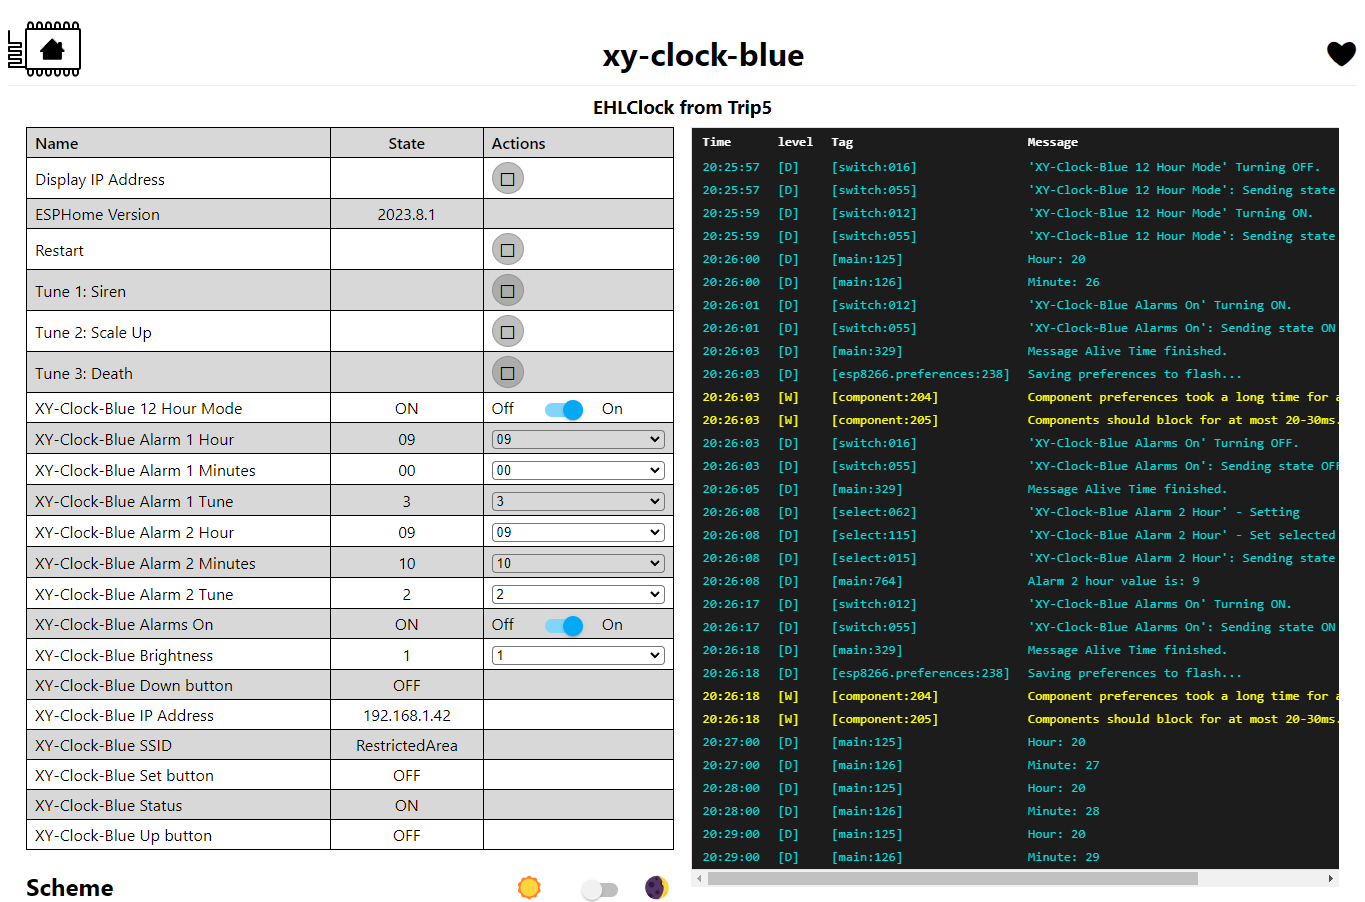 xy-clock-blue
EHLClock from Trip5
Name State Actions
Display IP Address
ESPHome Version 2023.8.1
Restart
Tune 1: Siren
Tune 2: Scale Up
Tune 3: Death
XY-Clock-Blue 12 Hour Mode ON Off On
XY-Clock-Blue Alarm 1 Hour 09 09
XY-Clock-Blue Alarm 1 Minutes 00 00
XY-Clock-Blue Alarm 1 Tune 3 3
XY-Clock-Blue Alarm 2 Hour 09 09
XY-Clock-Blue Alarm 2 Minutes 10 10
XY-Clock-Blue Alarm 2 Tune 2 2
XY-Clock-Blue Alarms On ON Off On
XY-Clock-Blue Brightness 1 1
XY-Clock-Blue Down button OFF
XY-Clock-Blue IP Address 192.168.1.42
XY-Clock-Blue SSID RestrictedArea
XY-Clock-Blue Set button OFF
XY-Clock-Blue Status ON
XY-Clock-Blue Up button OFF
Scheme
Time level Tag Message
20:25:57 [D] [switch:016] 'XY-Clock-Blue 12 Hour Mode' Turning OFF.
20:25:57 [D] [switch:055] 'XY-Clock-Blue 12 Hour Mode': Sending state
20:25:59 [D] [switch:012] 'XY-Clock-Blue 12 Hour Mode' Turning ON.
20:25:59 [D] [switch:055] 'XY-Clock-Blue 12 Hour Mode': Sending state
20:26:00 [D] [main:125] Hour: 20
20:26:00 [D] [main:126] Minute: 26
20:26:01 [D] [switch:012] 'XY-Clock-Blue Alarms On' Turning ON.
20:26:01 [D] [switch:055] 'XY-Clock-Blue Alarms On': Sending state ON
20:26:03 [D] [main:329] Message Alive Time finished.
20:26:03 [D] [esp8266.preferences:238] Saving preferences to flash...
20:26:03 [W] [component:204] Component preferences took a long time for a
20:26:03 [W] [component:205] Components should block for at most 20-30ms.
20:26:03 [D] [switch:016] 'XY-Clock-Blue Alarms On' Turning OFF.
20:26:03 [D] [switch:055] 'XY-Clock-Blue Alarms On': Sending state OFF
20:26:05 [D] [main:329] Message Alive Time finished.
20:26:08 [D] [select:062] 'XY-Clock-Blue Alarm 2 Hour' - Setting
20:26:08 [D] [select:115] 'XY-Clock-Blue Alarm 2 Hour' - Set selected
20:26:08 [D] [select:015] 'XY-Clock-Blue Alarm 2 Hour': Sending state
20:26:08 [D] [main:764] Alarm 2 hour value is: 9
20:26:17 [D] [switch:012] 'XY-Clock-Blue Alarms On' Turning ON.
20:26:17 [D] [switch:055] 'XY-Clock-Blue Alarms On': Sending state ON
20:26:18 [D] [main:329] Message Alive Time finished.
20:26:18 [D] [esp8266.preferences:238] Saving preferences to flash...
20:26:18 [W] [component:204] Component preferences took a long time for a
20:26:18 [W] [component:205] Components should block for at most 20-30ms.
20:27:00 [D] [main:125] Hour: 20
20:27:00 [D] [main:126] Minute: 27
20:28:00 [D] [main:125] Hour: 20
20:28:00 [D] [main:126] Minute: 28
20:29:00 [D] [main:125] Hour: 20
20:29:00 [D] [main:126] Minute: 29